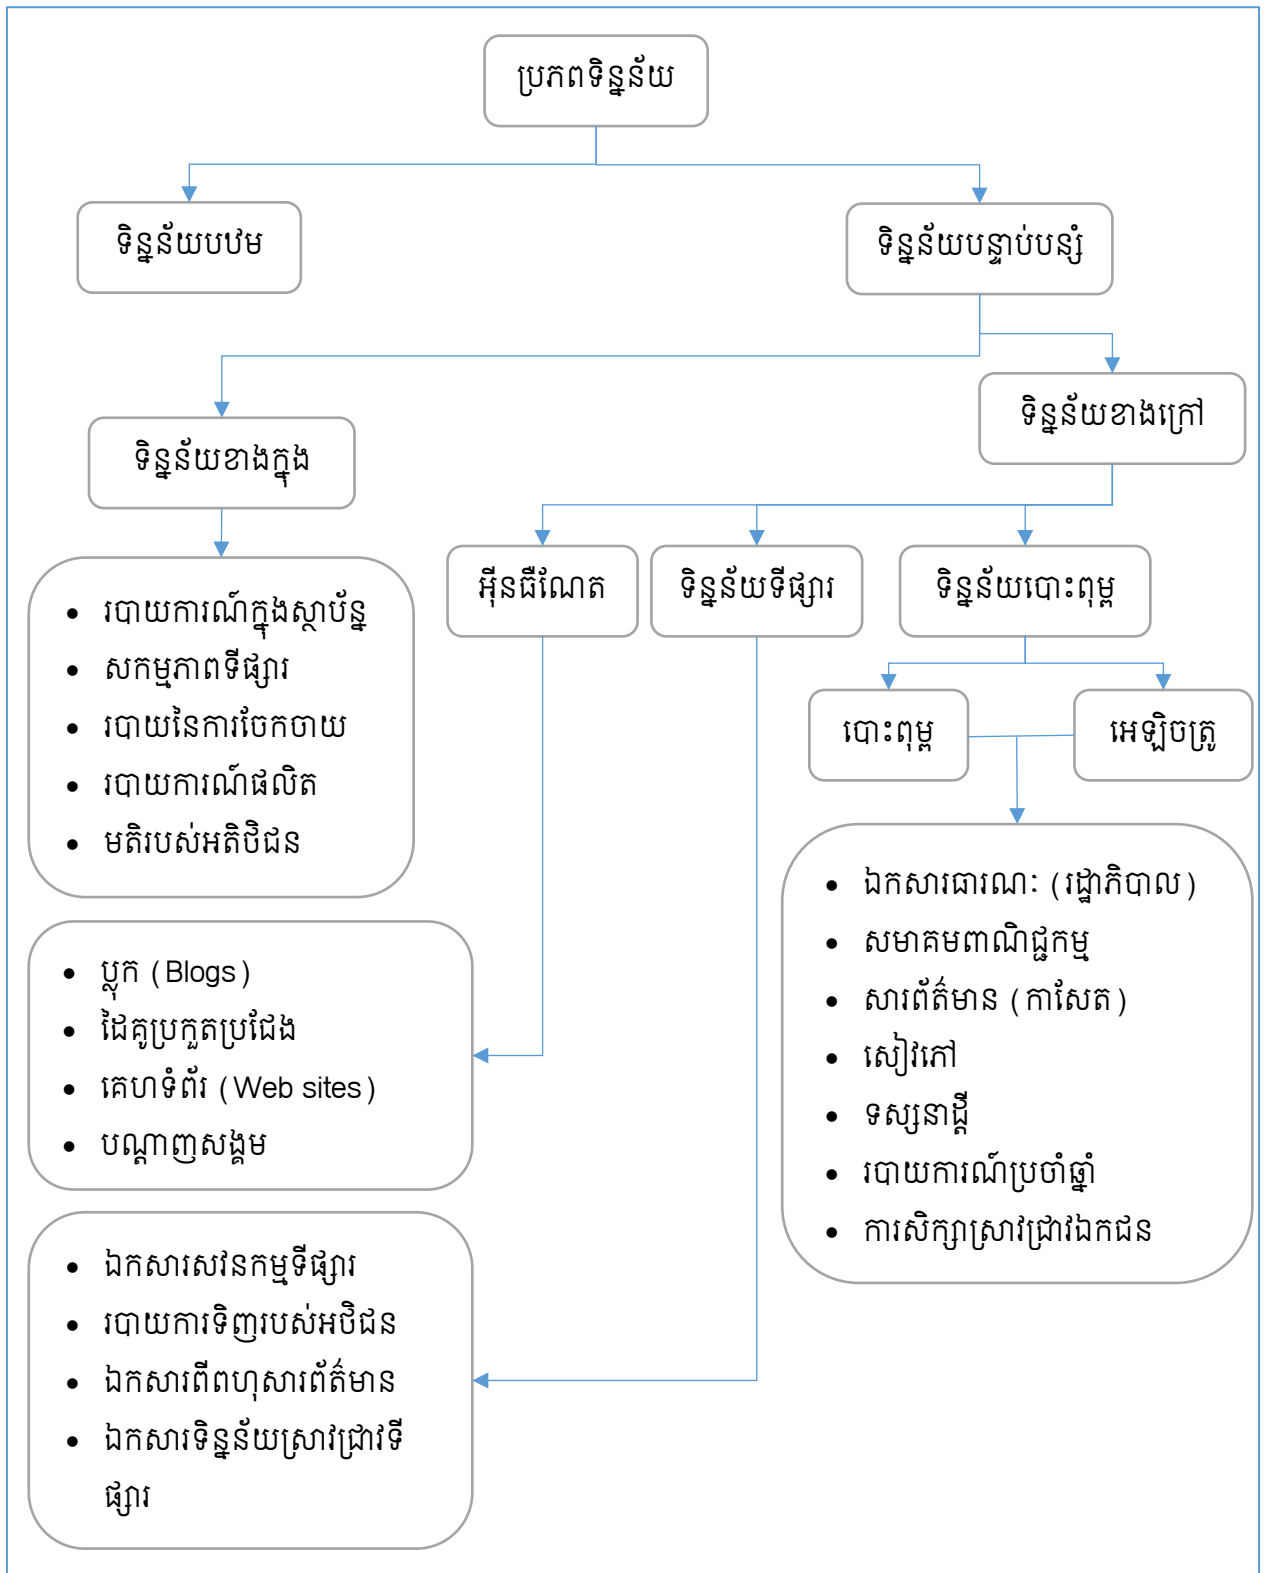 ប្រភពទិន្នន័យ
ទិន្នន័យបឋម
ទិន្នន័យបន្ទាប់បន្សំ
ទិន្នន័យខាងក្រៅ
ទិន្នន័យខាងក្នុង
អ៊ីនធឺណែត
ទិន្នន័យទីផ្សារ
ទិន្នន័យបោះពុម្ព
បោះពុម្ព
អេឡិចត្រូ
• របាយការណ៍ក្នុងស្ថាប័ន្ន
• សកម្មភាពទីផ្សារ
• របាយនៃការចែកចាយ
• របាយការណ៍ផលិត
• មតិរបស់អតិថិជន
• ប្លុក (Blogs)
• ដៃគូប្រកួតប្រជែង
• គេហទំព័រ (Web sites)
• បណ្តាញសង្គម
• ឯកសារសវនកម្មទីផ្សារ
• របាយការទិញរបស់អថិជន
• ឯកសារពីពហុសារព័ត៌មាន
• ឯកសារទិន្នន័យស្រាវជ្រាវទី
ផ្សារ
• ឯកសារធារណៈ (រដ្ឋាភិបាល)
• សមាគមពាណិជ្ជកម្ម
• សារព័ត៌មាន (កាសែត)
• សៀវភៅ
• ទស្សនាដ្តី
• របាយការណ៍ប្រចាំឆ្នាំ
• ការសិក្សាស្រាវជ្រាវឯកជន